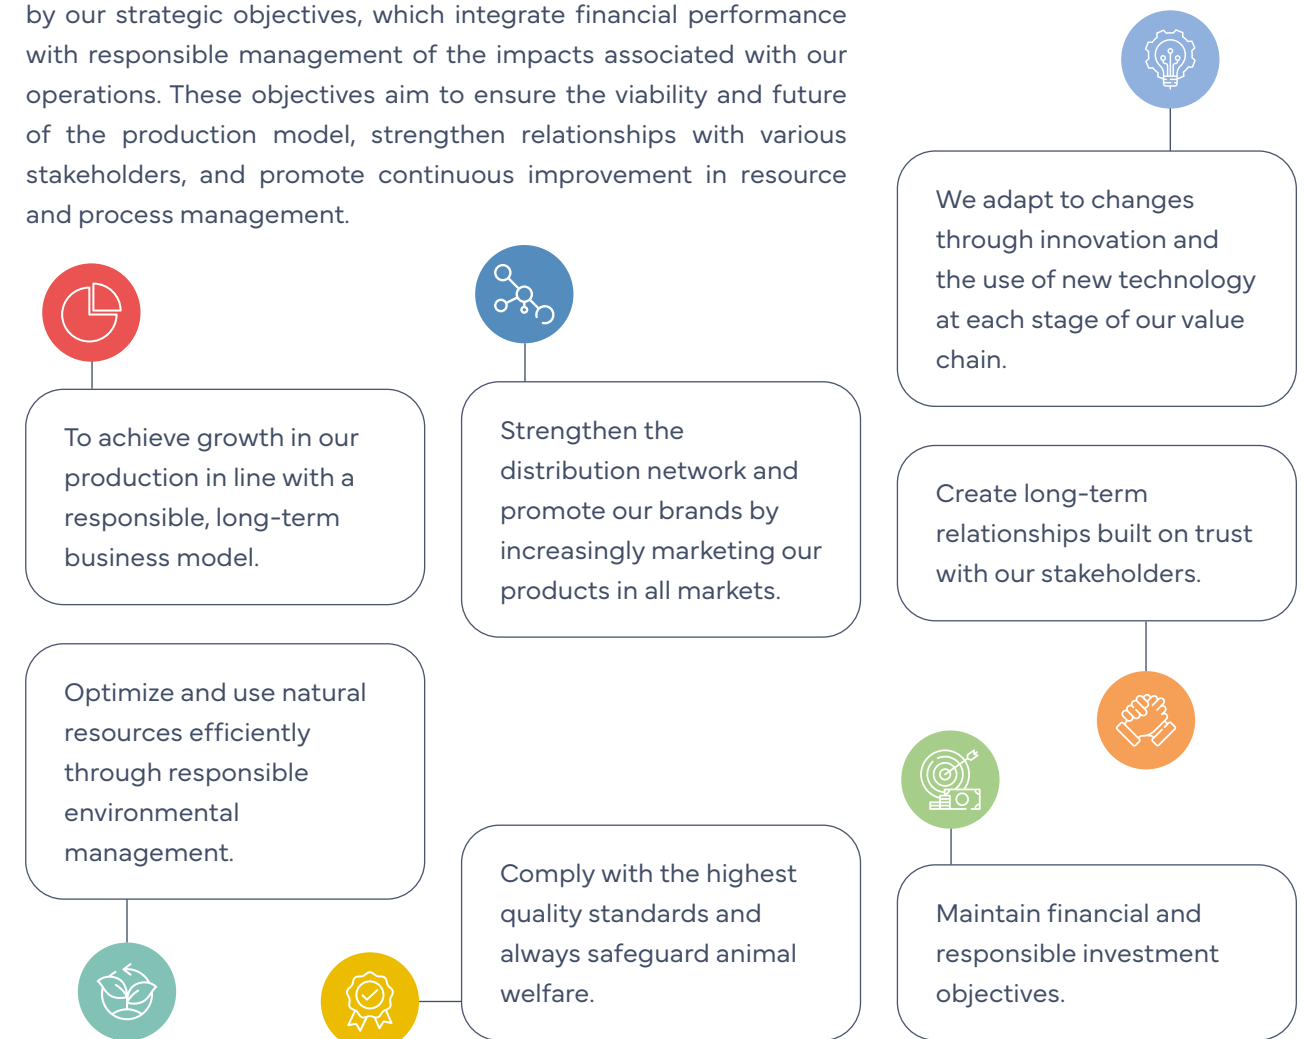 by our strategic objectives, which integrate financial performance
with responsible management of the impacts associated with our
operations. These objectives aim to ensure the viability and future
of the production model, strengthen relationships with various
stakeholders, and promote continuous improvement in resource
and process management.
To achieve growth in our
production in line with a
responsible, long-term
business model.
Strengthen the
distribution network and
promote our brands by
increasingly marketing our
products in all markets.
We adapt to changes
through innovation and
the use of new technology
at each stage of our value
chain.
Create long-term
relationships built on trust
with our stakeholders.
Optimize and use natural
resources efficiently
through responsible
environmental
management.
Comply with the highest
quality standards and
always safeguard animal
welfare.
Maintain financial and
responsible investment
objectives.